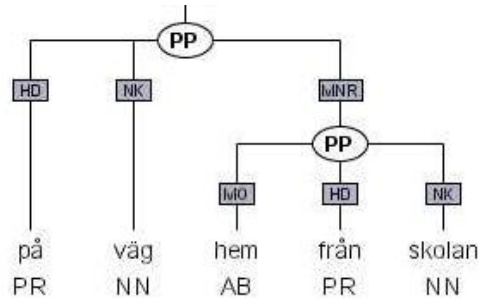 PP
HD NK MNR
PP
MO HD NK
på väg hem från skolan
PR NN AB PR NN